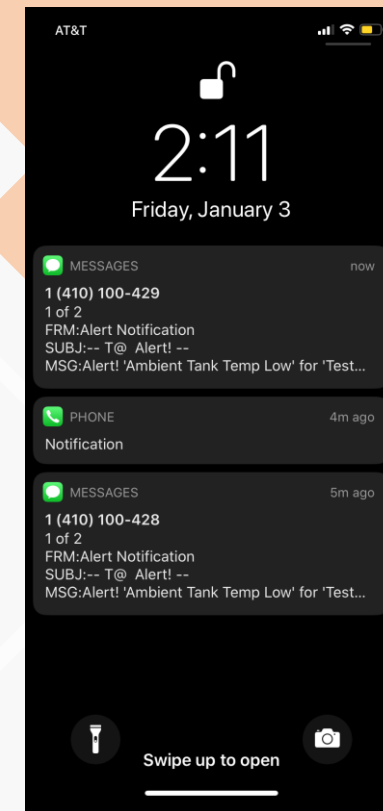 AT&T
2:11
Friday, January 3
MESSAGES now
1 (410) 100-429
1 of 2
FRM:Alert Notification
SUBJ:-- T@ Alert! --
MSG:Alert! 'Ambient Tank Temp Low' for 'Test...
PHONE 4m ago
Notification
MESSAGES 5m ago
1 (410) 100-428
1 of 2
FRM:Alert Notification
SUBJ:-- T@ Alert! --
MSG:Alert! 'Ambient Tank Temp Low' for 'Test...
Swipe up to open